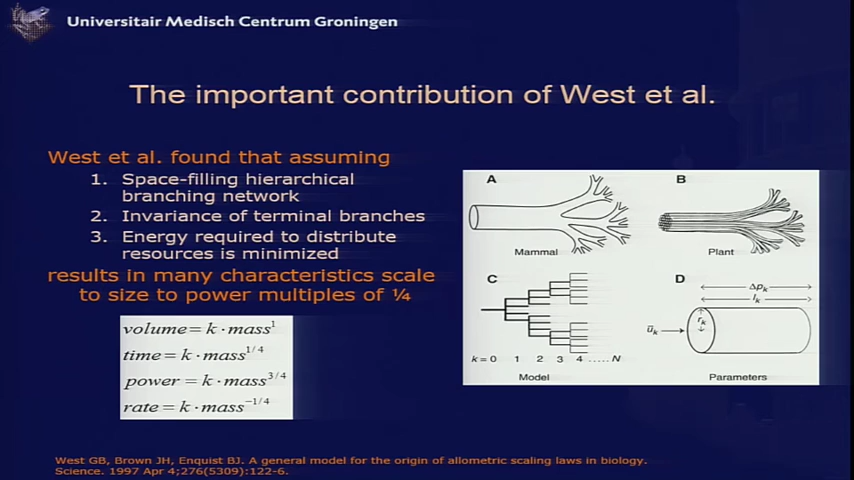 Universitair Medisch Centrum Groningen
The important contribution of West et al.
West et al. found that assuming
1. Space-filling hierarchical
branching network
2. Invariance of terminal branches
3. Energy required to distribute
resources is minimized
results in many characteristics scale
to size to power multiples of ¼
volume = k · mass^1
time = k · mass^1/4
power = k · mass^3/4
rate = k · mass^-1/4
A
B
Mammal
Plant
C
D
Δp_k
l_k
r_k
ū_k
k = 0 1 2 3 4 ..... N
Model
Parameters
West GB, Brown JH, Enquist BJ. A general model for the origin of allometric scaling laws in biology.
Science. 1997 Apr 4;276(5309):122-6.